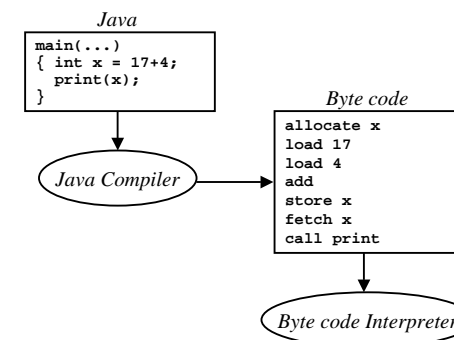 Java
main(...)
{ int x = 17+4;
print(x);
}
Java Compiler
Byte code
allocate x
load 17
load 4
add
store x
fetch x
call print
Byte code Interpreter